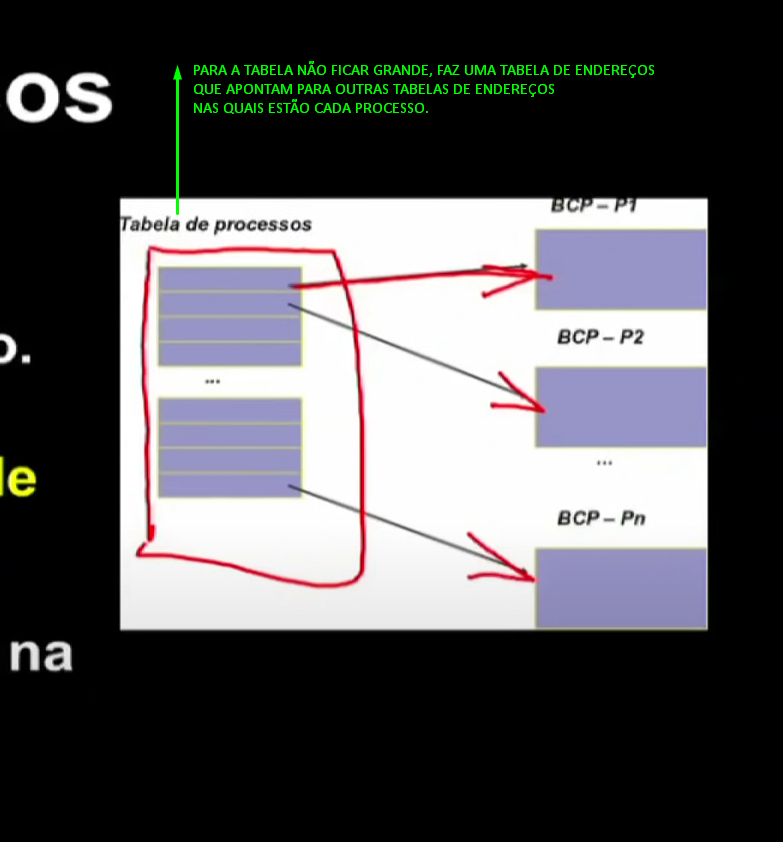 PARA A TABELA NÃO FICAR GRANDE, FAZ UMA TABELA DE ENDEREÇOS
QUE APONTAM PARA OUTRAS TABELAS DE ENDEREÇOS
NAS QUAIS ESTÃO CADA PROCESSO.
os
BCP – P1
Tabela de processos
BCP – P2
o.
...
...
le
BCP – Pn
na